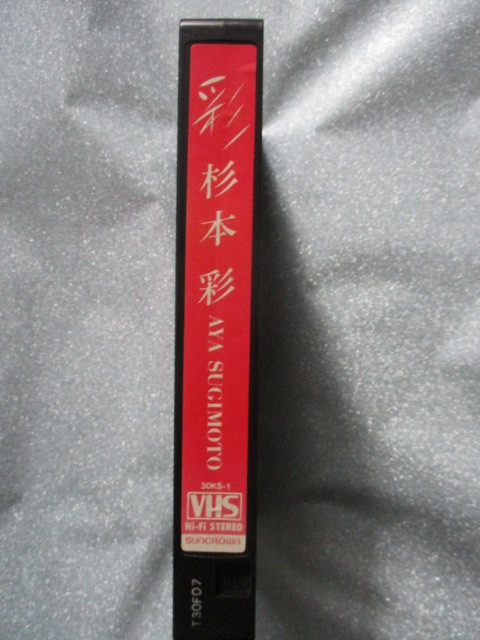 彩
杉本 彩
AYA SUGIMOTO
30KS-1
VHS
Hi-Fi STEREO
SUNCROWN
T30F07